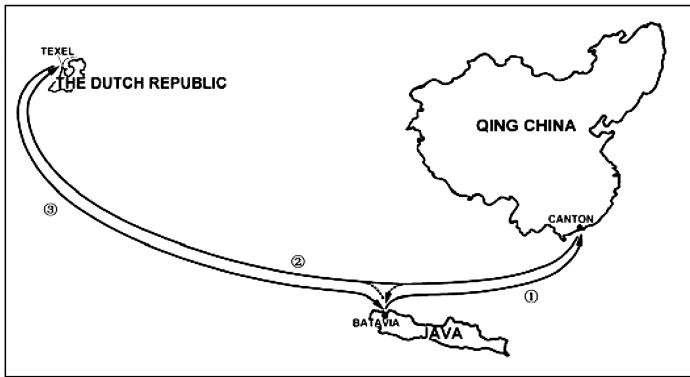 TEXEL
THE DUTCH REPUBLIC
QING CHINA
CANTON
③
②
①
BATAVIA
JAVA